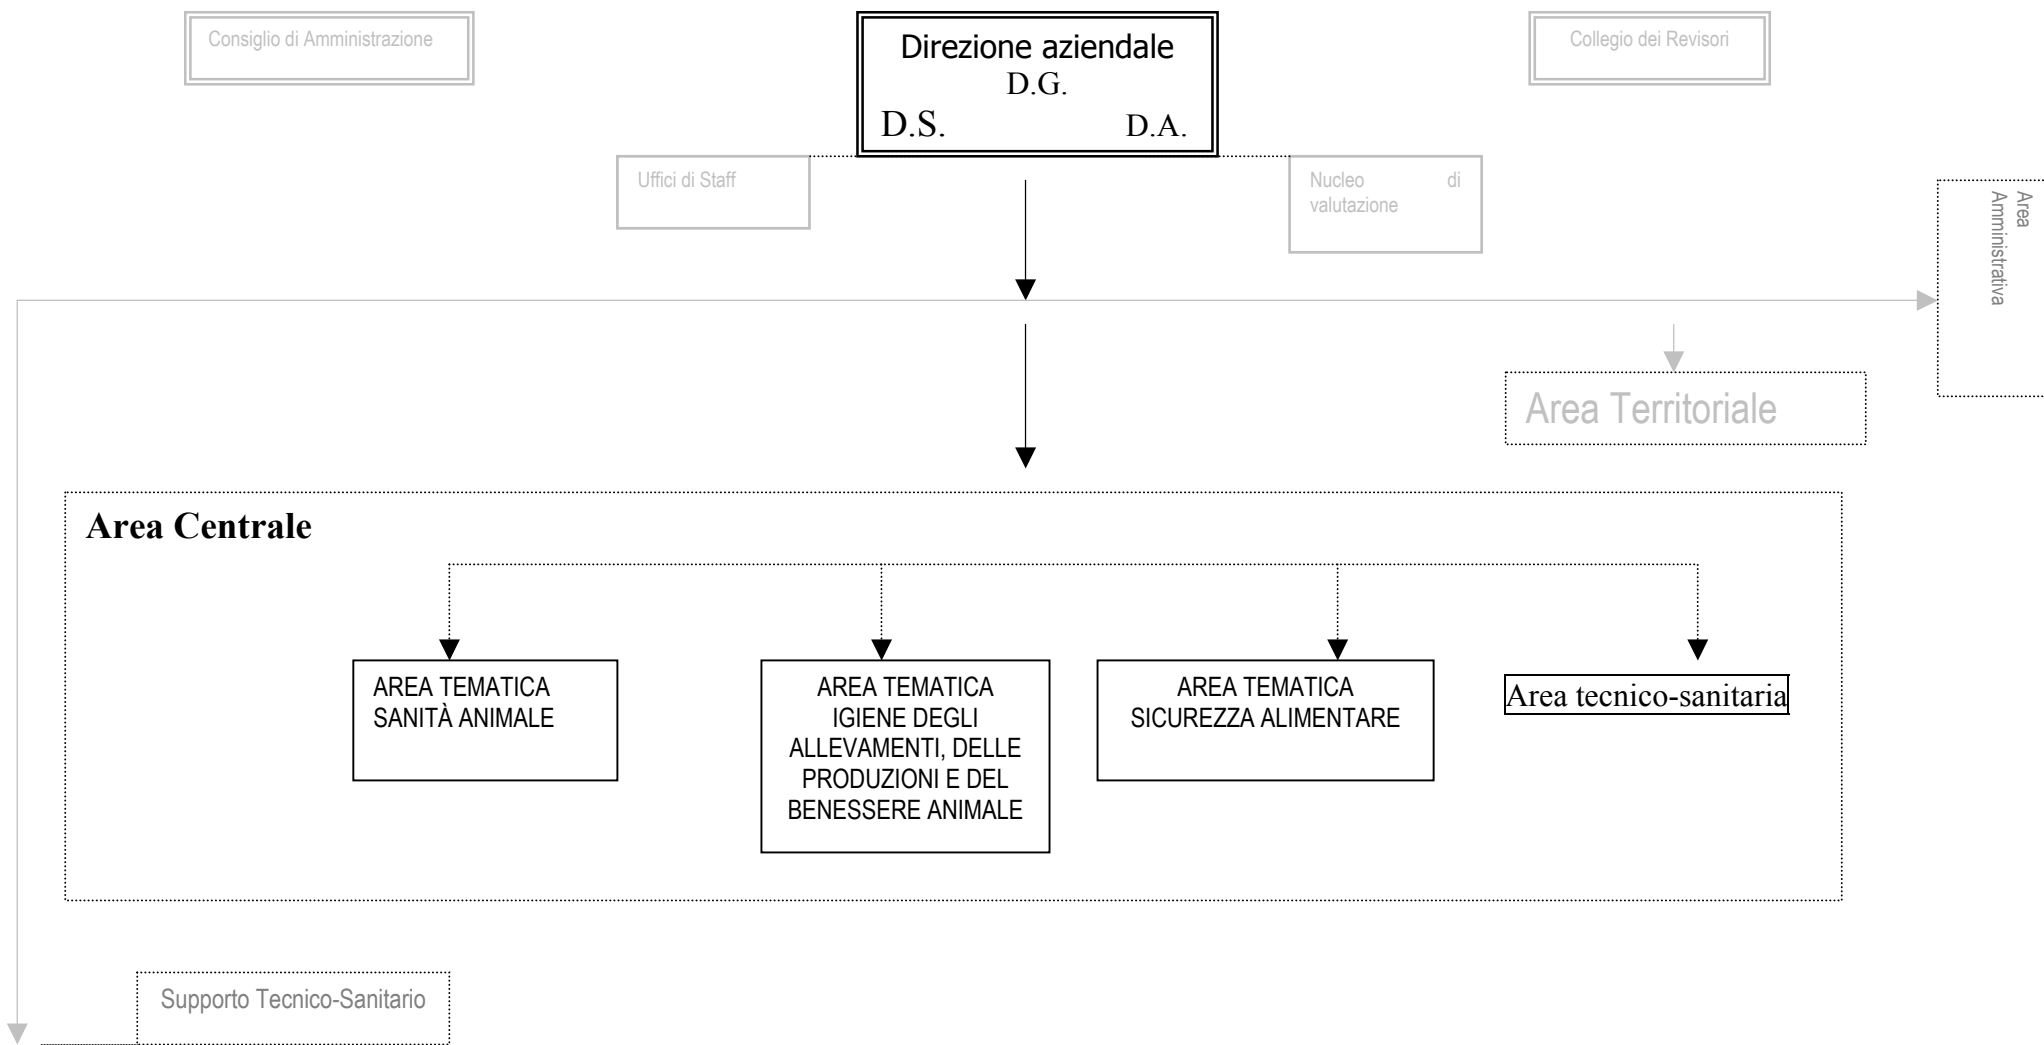 Consiglio di Amministrazione
Direzione aziendale
D.G.
D.S. D.A.
Collegio dei Revisori
Uffici di Staff
Nucleo di
valutazione
Area
Amministrativa
Area Territoriale
Area Centrale
AREA TEMATICA
SANITÀ ANIMALE
AREA TEMATICA
IGIENE DEGLI
ALLEVAMENTI, DELLE
PRODUZIONI E DEL
BENESSERE ANIMALE
AREA TEMATICA
SICUREZZA ALIMENTARE
Area tecnico-sanitaria
Supporto Tecnico-Sanitario